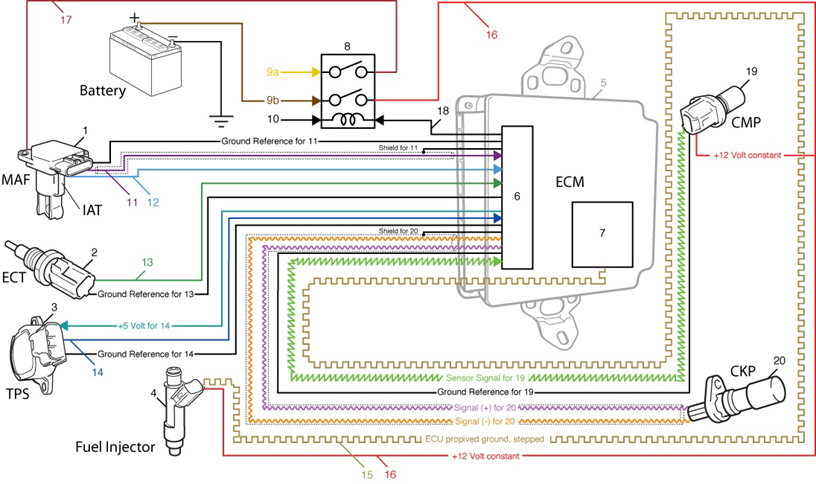 17
+
−
8
16
19
9a
Battery
9b
5
18
CMP
10
1
Ground Reference for 11
Shield for 11
+12 Volt constant
MAF
11
12
IAT
6
ECM
7
2
Shield for 20
13
ECT
Ground Reference for 13
3
+5 Volt for 14
Ground Reference for 14
14
TPS
CKP
20
Sensor Signal for 19
4
Ground Reference for 19
Signal (+) for 20
Signal (-) for 20
Fuel Injector
ECU propived ground, stepped
+12 Volt constant
15
16